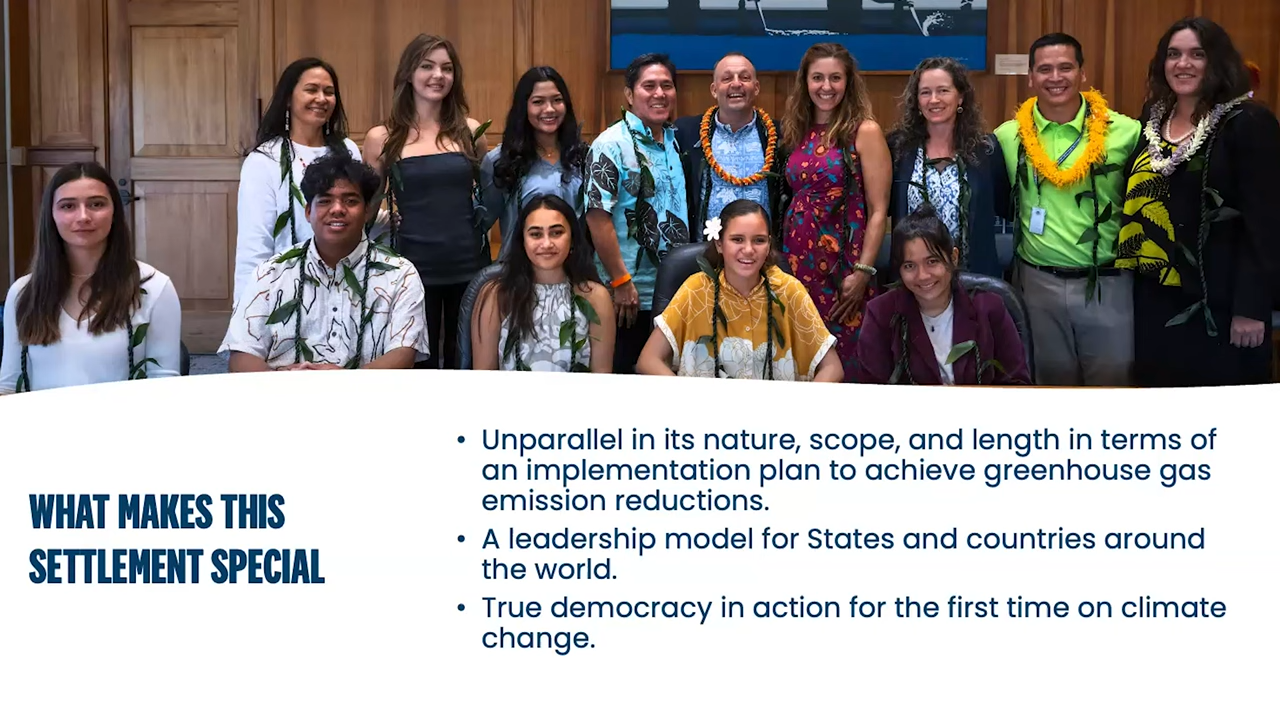 WHAT MAKES THIS
SETTLEMENT SPECIAL
• Unparallel in its nature, scope, and length in terms of
an implementation plan to achieve greenhouse gas
emission reductions.
• A leadership model for States and countries around
the world.
• True democracy in action for the first time on climate
change.